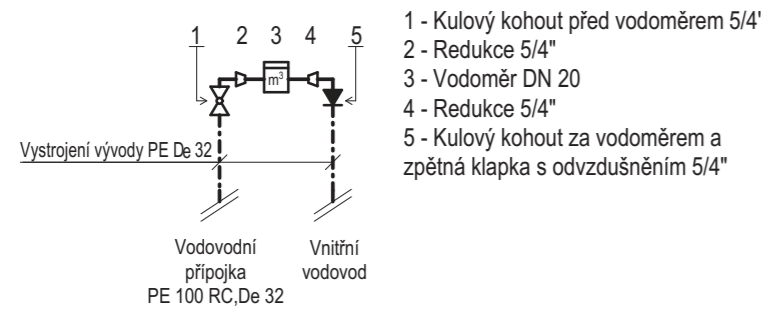 1 2 3 4 5
m³
Vystrojení vývody PE De 32
Vodovodní
přípojka
PE 100 RC,De 32
Vnitřní
vodovod
1 - Kulový kohout před vodoměrem 5/4'
2 - Redukce 5/4"
3 - Vodoměr DN 20
4 - Redukce 5/4"
5 - Kulový kohout za vodoměrem a
zpětná klapka s odvzdušněním 5/4"